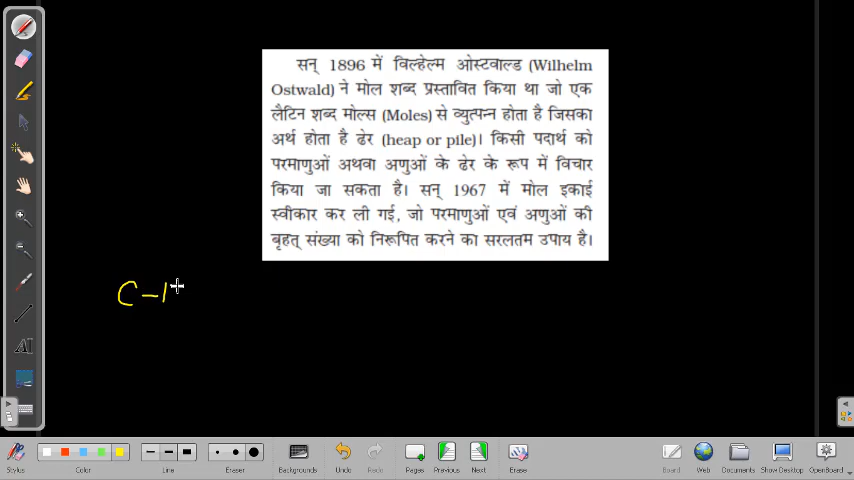 सन् 1896 में विल्हेल्म ओस्टवाल्ड (Wilhelm
Ostwald) ने मोल शब्द प्रस्तावित किया था जो एक
लैटिन शब्द मोल्स (Moles) से व्युत्पन्न होता है जिसका
अर्थ होता है ढेर (heap or pile)। किसी पदार्थ को
परमाणुओं अथवा अणुओं के ढेर के रूप में विचार
किया जा सकता है। सन् 1967 में मोल इकाई
स्वीकार कर ली गई, जो परमाणुओं एवं अणुओं की
बृहत् संख्या को निरूपित करने का सरलतम उपाय है।
C-1
Stylus Color Line Eraser Backgrounds Undo Redo Pages Previous Next Erase Board Web Documents Show Desktop OpenBoard